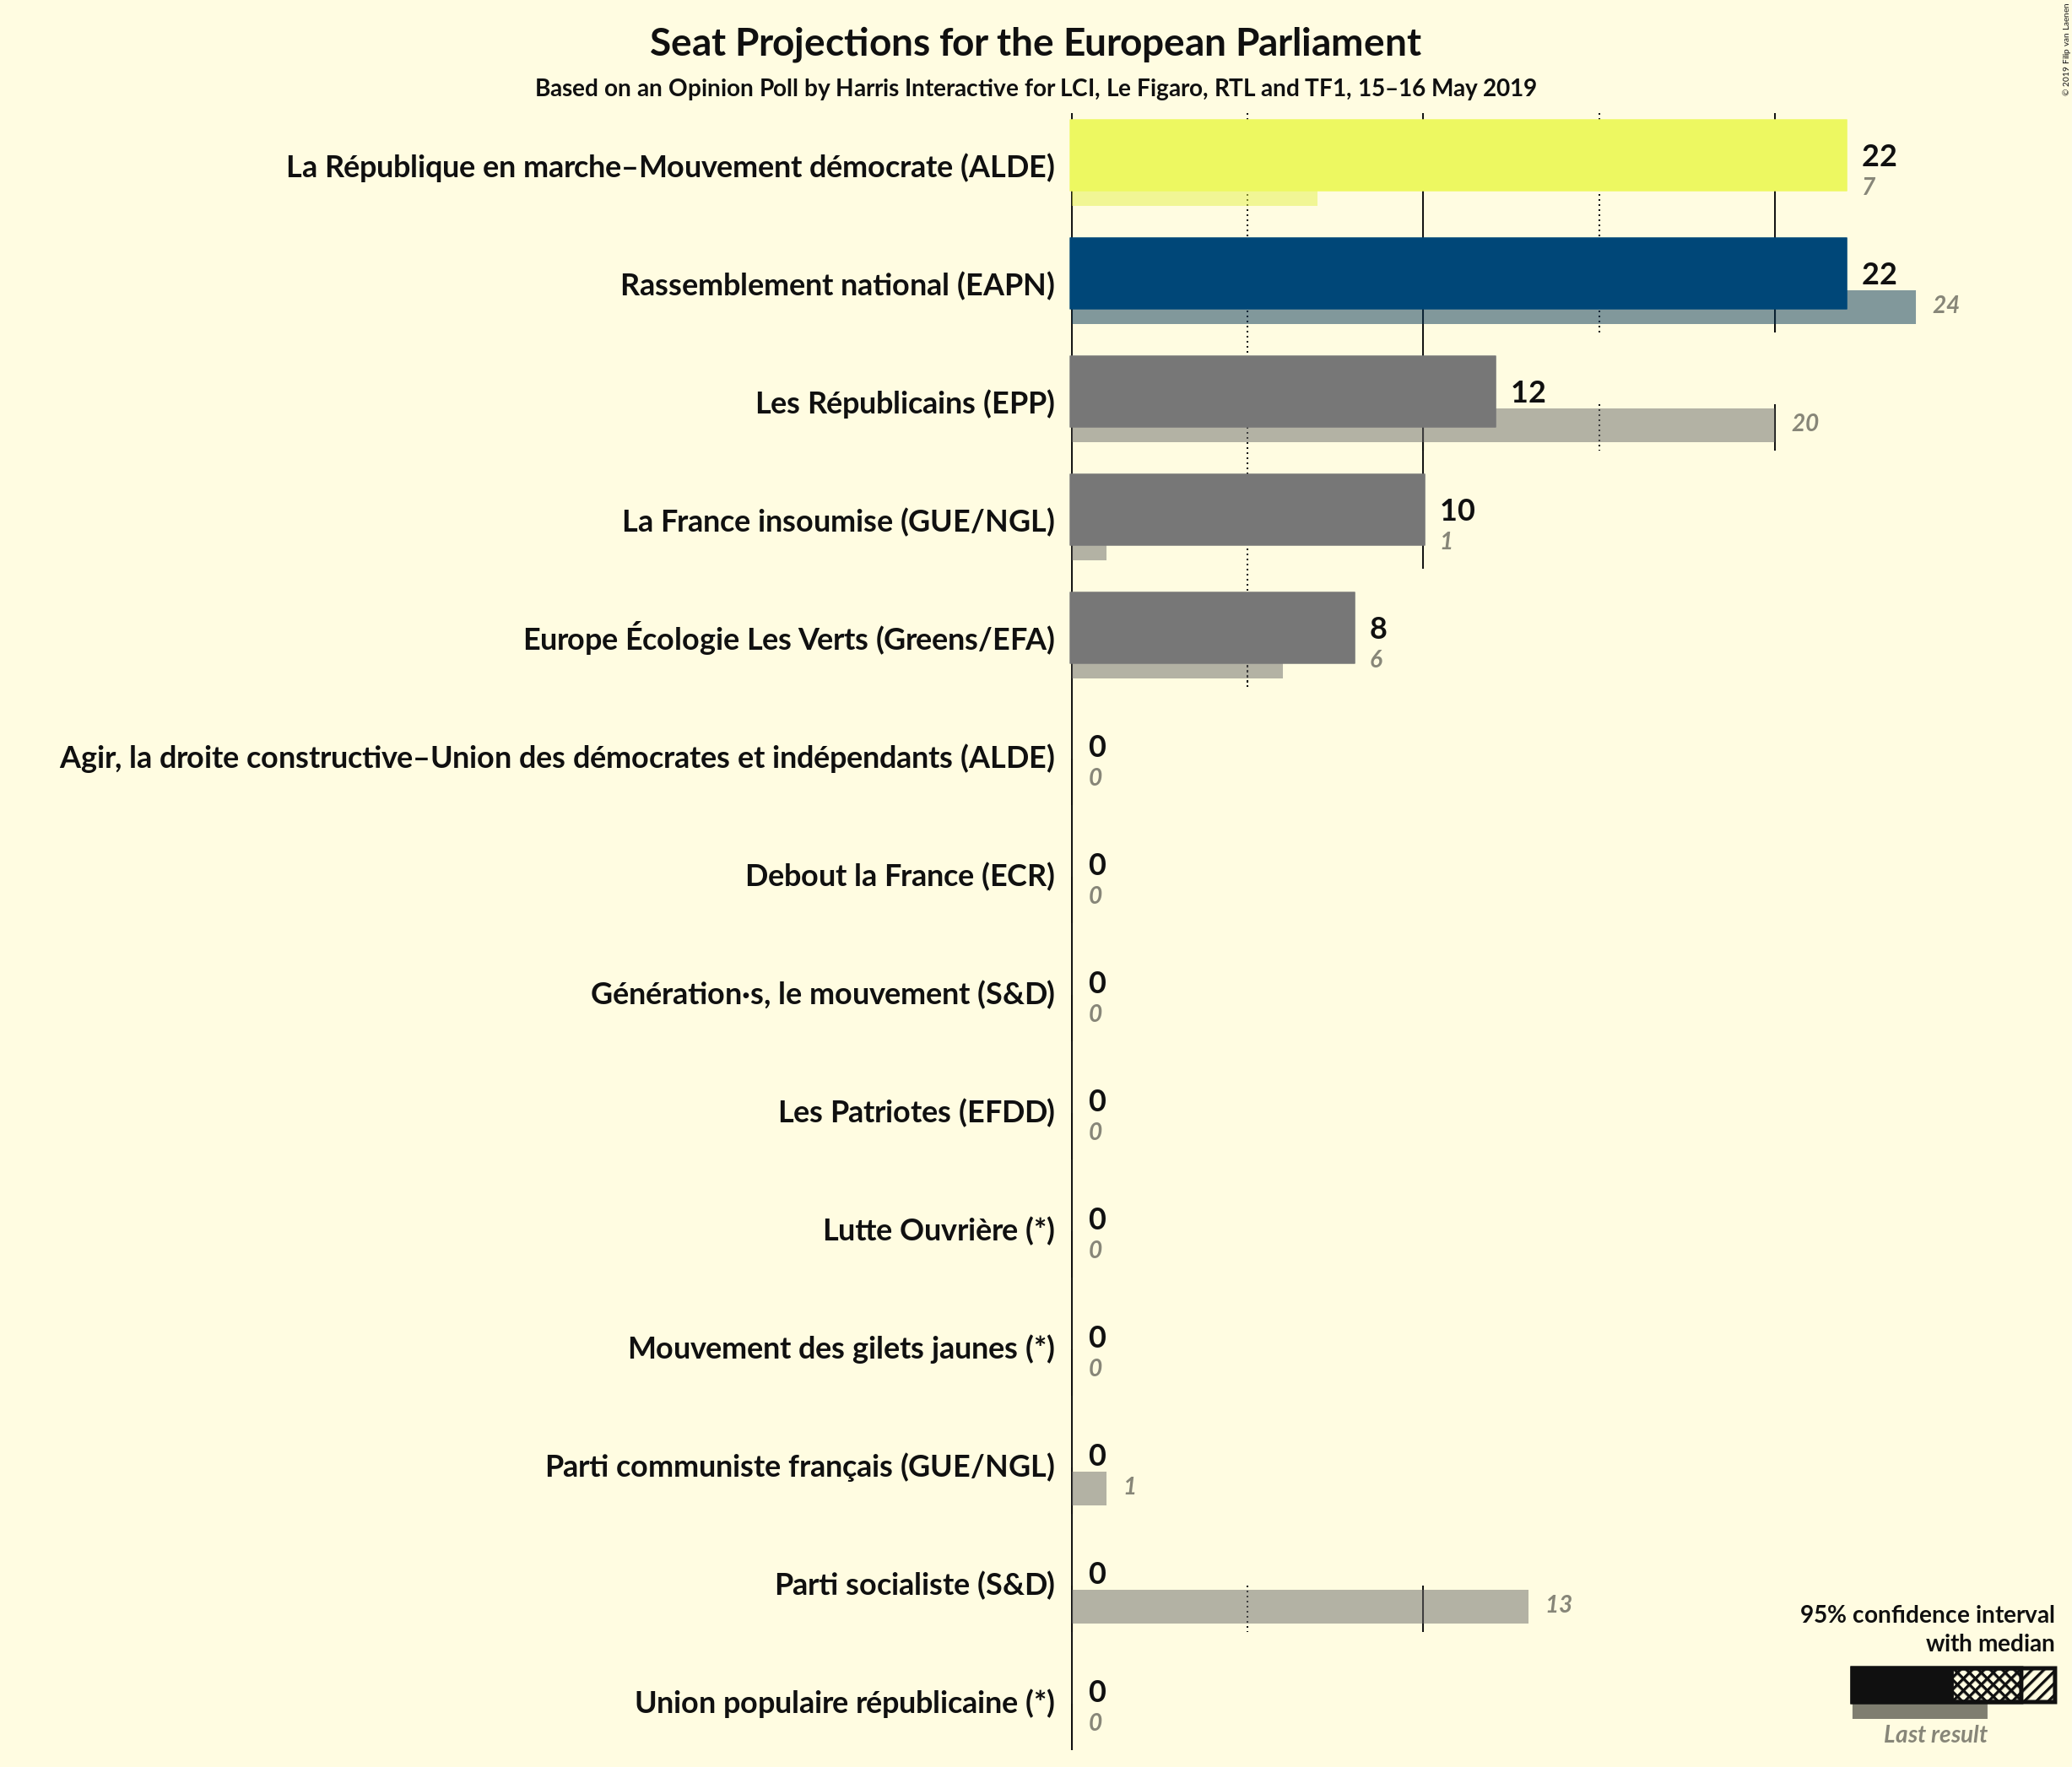 Seat Projections for the European Parliament
Based on an Opinion Poll by Harris Interactive for LCI, Le Figaro, RTL and TF1, 15–16 May 2019
© 2019 Filip van Laenen
La République en marche–Mouvement démocrate (ALDE)
22
7
Rassemblement national (EAPN)
22
24
Les Républicains (EPP)
12
20
La France insoumise (GUE/NGL)
10
1
Europe Écologie Les Verts (Greens/EFA)
8
6
Agir, la droite constructive–Union des démocrates et indépendants (ALDE)
0
0
Debout la France (ECR)
0
0
Génération·s, le mouvement (S&D)
0
0
Les Patriotes (EFDD)
0
0
Lutte Ouvrière (*)
0
0
Mouvement des gilets jaunes (*)
0
0
Parti communiste français (GUE/NGL)
0
1
Parti socialiste (S&D)
0
13
Union populaire républicaine (*)
0
0
95% confidence interval
with median
Last result